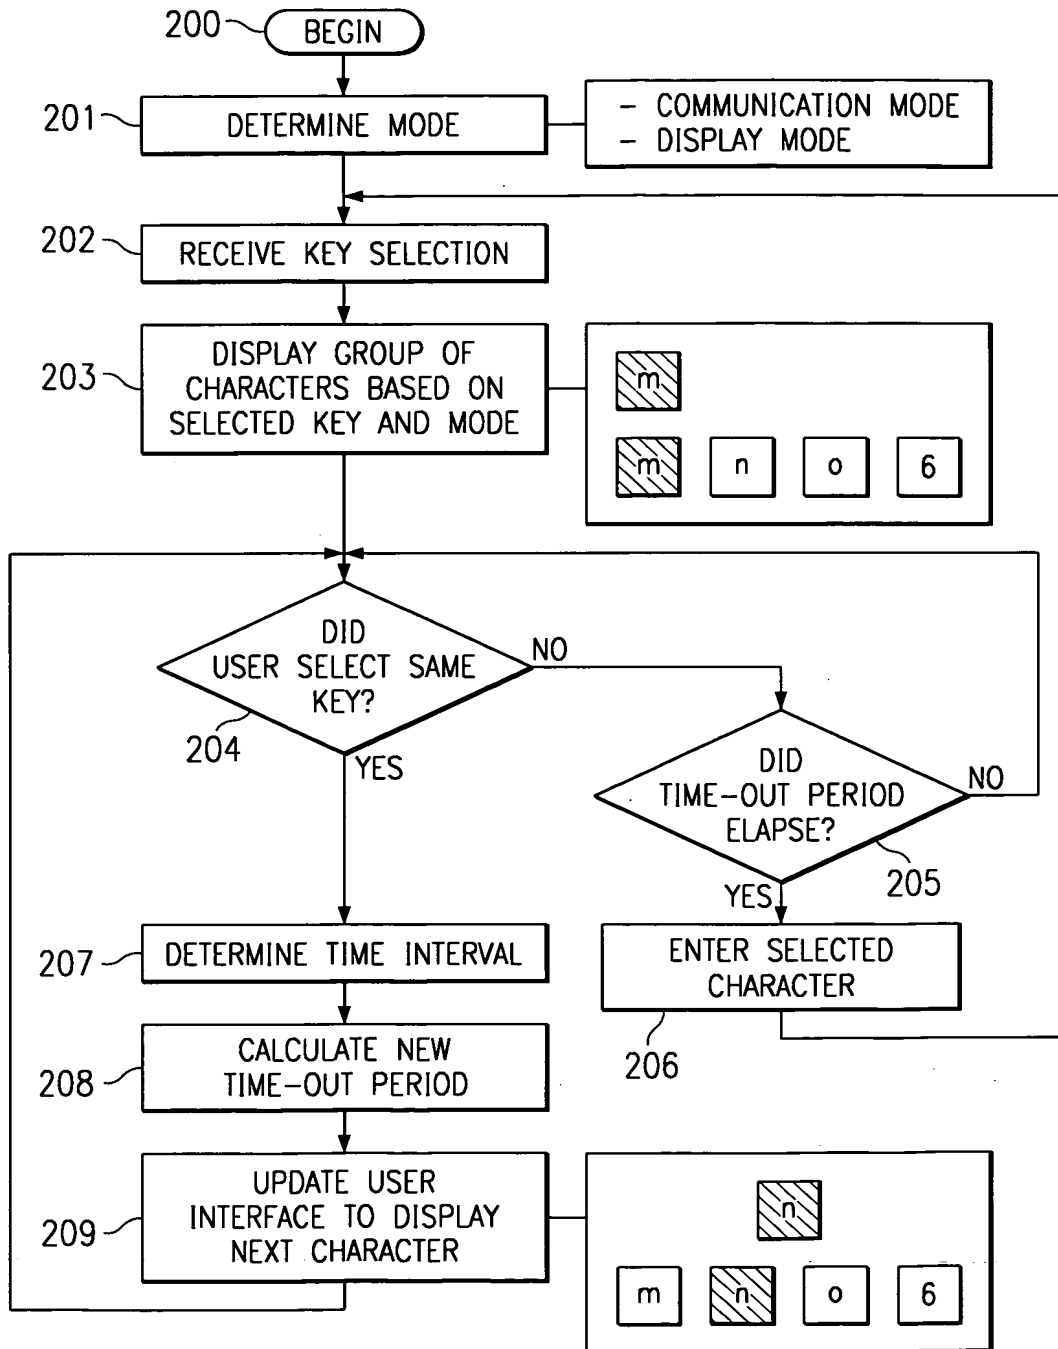 200
BEGIN
201
DETERMINE MODE
- COMMUNICATION MODE
- DISPLAY MODE
202
RECEIVE KEY SELECTION
203
DISPLAY GROUP OF
CHARACTERS BASED ON
SELECTED KEY AND MODE
m
m n o 6
DID
USER SELECT SAME
KEY?
NO
204
YES
DID
TIME-OUT PERIOD
ELAPSE?
NO
205
YES
207
DETERMINE TIME INTERVAL
ENTER SELECTED
CHARACTER
206
208
CALCULATE NEW
TIME-OUT PERIOD
209
UPDATE USER
INTERFACE TO DISPLAY
NEXT CHARACTER
n
m n o 6